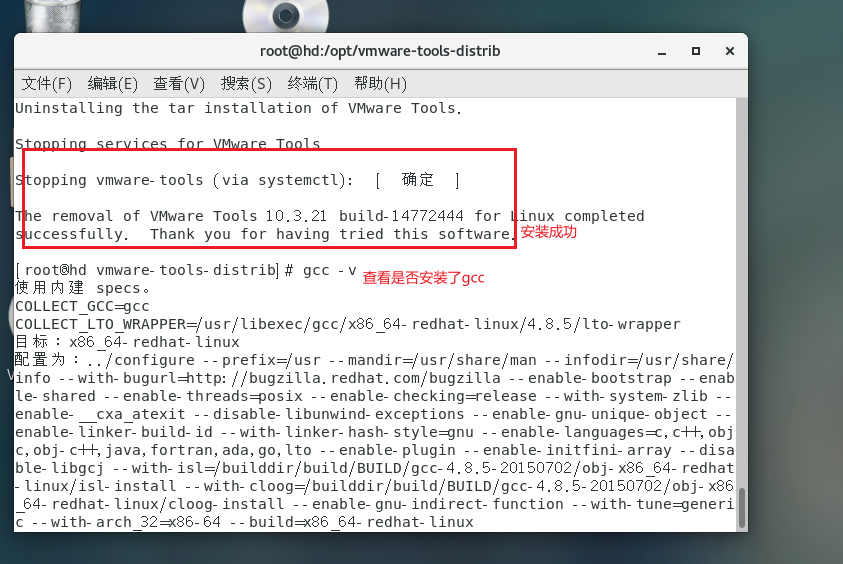 root@hd:/opt/vmware-tools-distrib
文件(F) 编辑(E) 查看(V) 搜索(S) 终端(T) 帮助(H)
Uninstalling the tar installation of VMware Tools.
Stopping services for VMware Tools
Stopping vmware-tools (via systemctl): [ 确定 ]
The removal of VMware Tools 10.3.21 build-14772444 for Linux completed
successfully. Thank you for having tried this software.
安装成功
[root@hd vmware-tools-distrib]# gcc -v
查看是否安装了gcc
使用内建 specs。
COLLECT_GCC=gcc
COLLECT_LTO_WRAPPER=/usr/libexec/gcc/x86_64-redhat-linux/4.8.5/lto-wrapper
目标：x86_64-redhat-linux
配置为：../configure --prefix=/usr --mandir=/usr/share/man --infodir=/usr/share/
info --with-bugurl=http://bugzilla.redhat.com/bugzilla --enable-bootstrap --enab
le-shared --enable-threads=posix --enable-checking=release --with-system-zlib --
enable-__cxa_atexit --disable-libunwind-exceptions --enable-gnu-unique-object --
enable-linker-build-id --with-linker-hash-style=gnu --enable-languages=c,c++,obj
c,obj-c++,java,fortran,ada,go,lto --enable-plugin --enable-initfini-array --disa
ble-libgcj --with-isl=/builddir/build/BUILD/gcc-4.8.5-20150702/obj-x86_64-redhat
-linux/isl-install --with-cloog=/builddir/build/BUILD/gcc-4.8.5-20150702/obj-x86
_64-redhat-linux/cloog-install --enable-gnu-indirect-function --with-tune=generi
c --with-arch_32=x86-64 --build=x86_64-redhat-linux